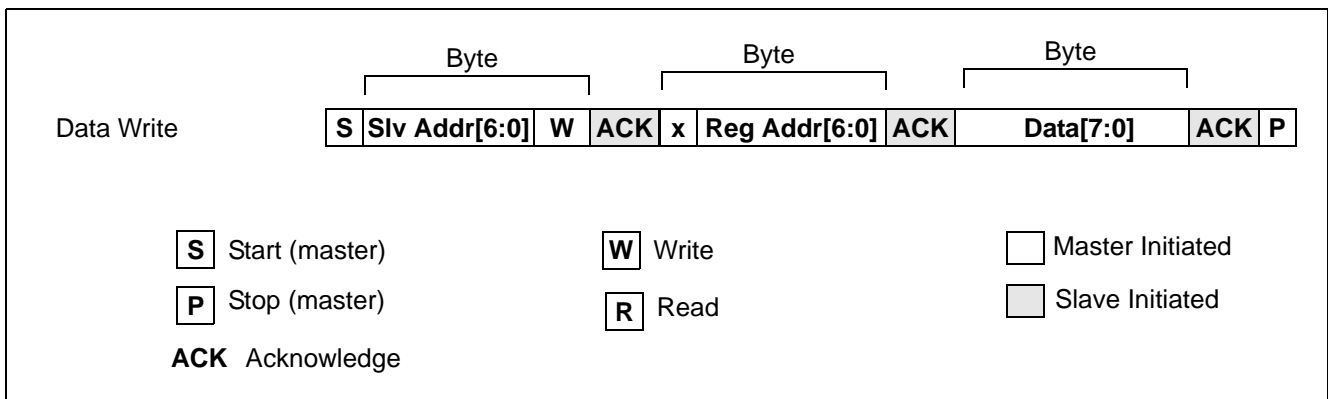 Byte Byte Byte
Data Write S Slv Addr[6:0] W ACK x Reg Addr[6:0] ACK Data[7:0] ACK P
S Start (master) W Write Master Initiated
P Stop (master) R Read Slave Initiated
ACK Acknowledge